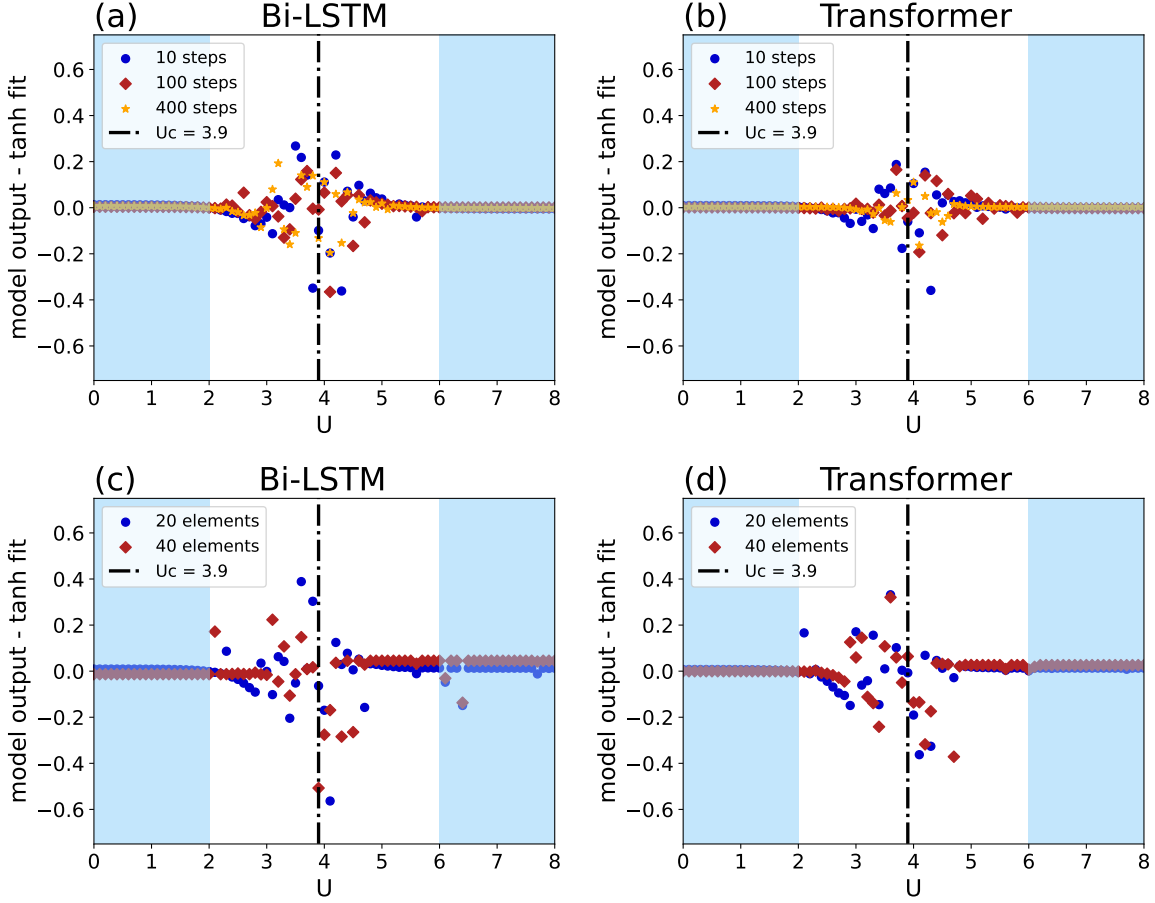 (a) Bi-LSTM
model output - tanh fit
0.6
0.4
0.2
0.0
−0.2
−0.4
−0.6
10 steps
100 steps
400 steps
Uc = 3.9
0 1 2 3 4 5 6 7 8
U
(b) Transformer
model output - tanh fit
0.6
0.4
0.2
0.0
−0.2
−0.4
−0.6
10 steps
100 steps
400 steps
Uc = 3.9
0 1 2 3 4 5 6 7 8
U
(c) Bi-LSTM
model output - tanh fit
0.6
0.4
0.2
0.0
−0.2
−0.4
−0.6
20 elements
40 elements
Uc = 3.9
0 1 2 3 4 5 6 7 8
U
(d) Transformer
model output - tanh fit
0.6
0.4
0.2
0.0
−0.2
−0.4
−0.6
20 elements
40 elements
Uc = 3.9
0 1 2 3 4 5 6 7 8
U